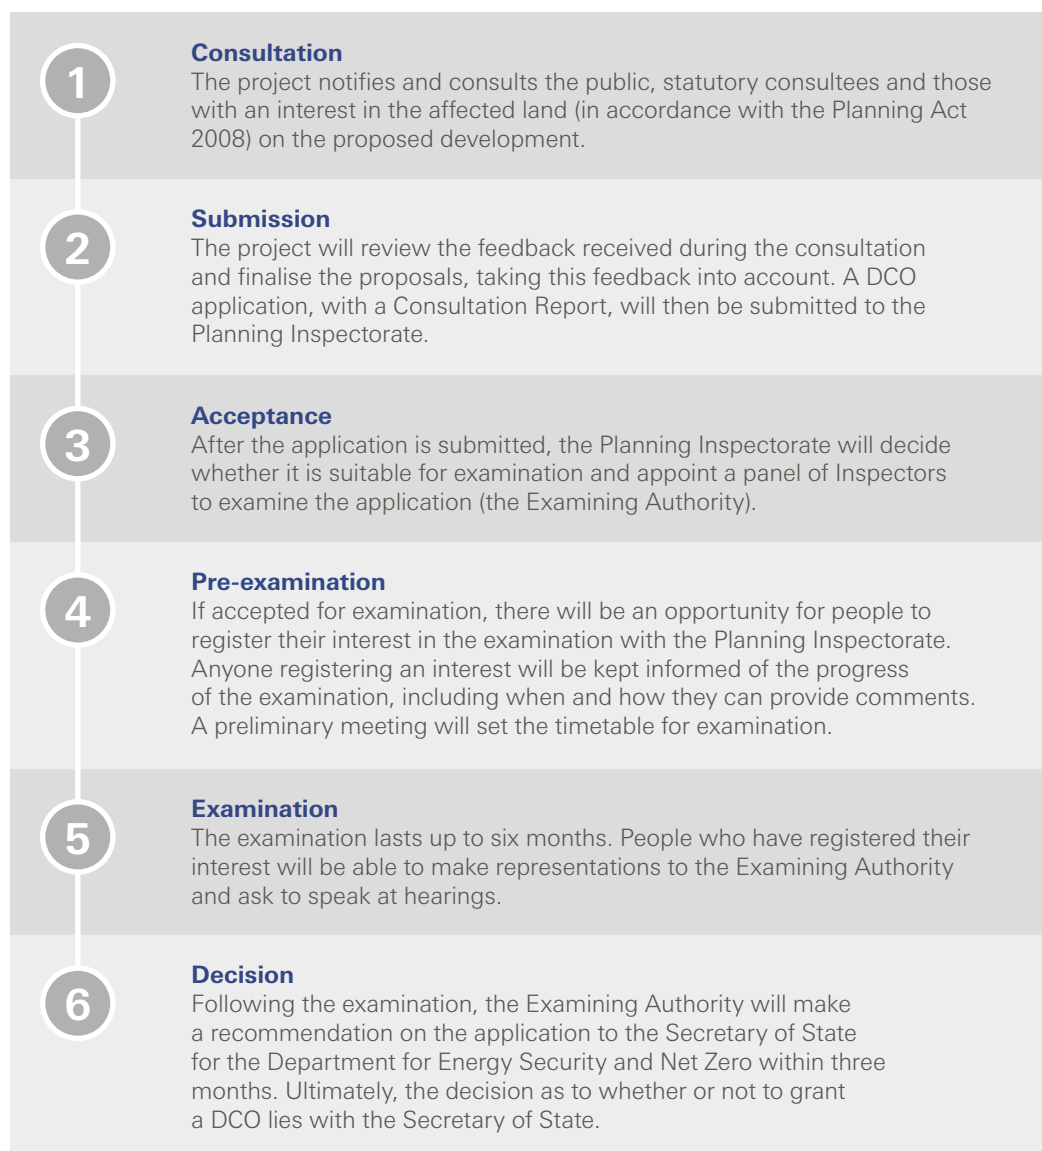 1
Consultation
The project notifies and consults the public, statutory consultees and those
with an interest in the affected land (in accordance with the Planning Act
2008) on the proposed development.
2
Submission
The project will review the feedback received during the consultation
and finalise the proposals, taking this feedback into account. A DCO
application, with a Consultation Report, will then be submitted to the
Planning Inspectorate.
3
Acceptance
After the application is submitted, the Planning Inspectorate will decide
whether it is suitable for examination and appoint a panel of Inspectors
to examine the application (the Examining Authority).
4
Pre-examination
If accepted for examination, there will be an opportunity for people to
register their interest in the examination with the Planning Inspectorate.
Anyone registering an interest will be kept informed of the progress
of the examination, including when and how they can provide comments.
A preliminary meeting will set the timetable for examination.
5
Examination
The examination lasts up to six months. People who have registered their
interest will be able to make representations to the Examining Authority
and ask to speak at hearings.
6
Decision
Following the examination, the Examining Authority will make
a recommendation on the application to the Secretary of State
for the Department for Energy Security and Net Zero within three
months. Ultimately, the decision as to whether or not to grant
a DCO lies with the Secretary of State.